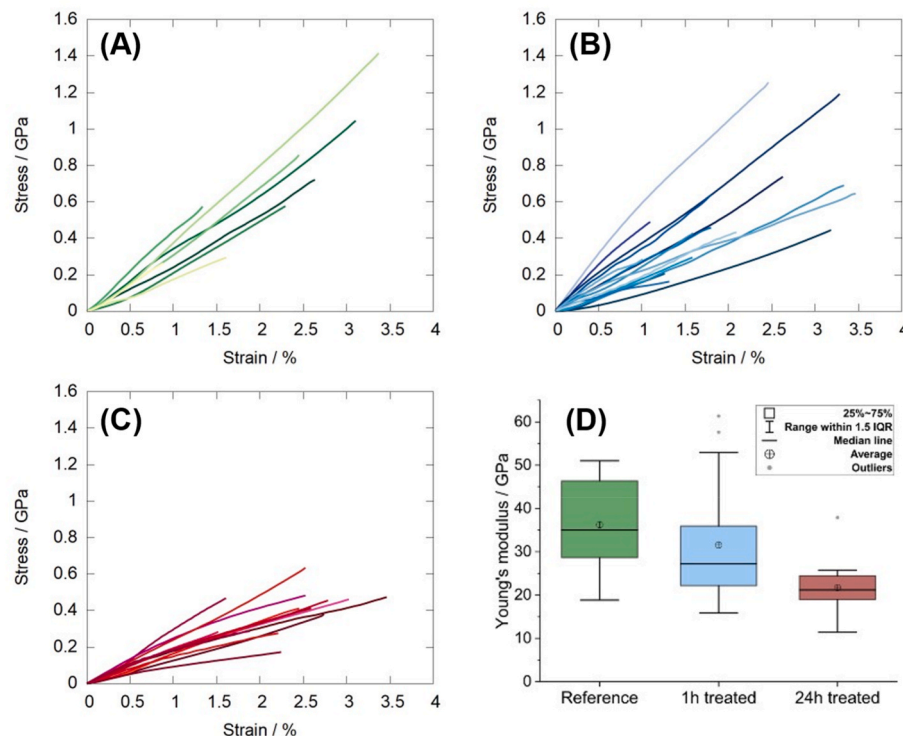 (A)
1.6
1.4
1.2
1
0.8
0.6
0.4
0.2
0
Stress / GPa
0 0.5 1 1.5 2 2.5 3 3.5 4
Strain / %
(B)
1.6
1.4
1.2
1
0.8
0.6
0.4
0.2
0
Stress / GPa
0 0.5 1 1.5 2 2.5 3 3.5 4
Strain / %
(C)
1.6
1.4
1.2
1
0.8
0.6
0.4
0.2
0
Stress / GPa
0 0.5 1 1.5 2 2.5 3 3.5 4
Strain / %
(D)
25%~75%
Range within 1.5 IQR
Median line
Average
Outliers
60
50
40
30
20
10
0
Young's modulus / GPa
Reference 1h treated 24h treated